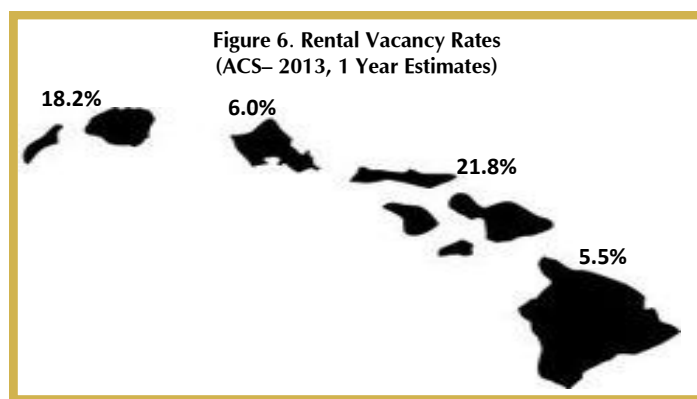 Figure 6. Rental Vacancy Rates
(ACS– 2013, 1 Year Estimates)
18.2%
6.0%
21.8%
5.5%